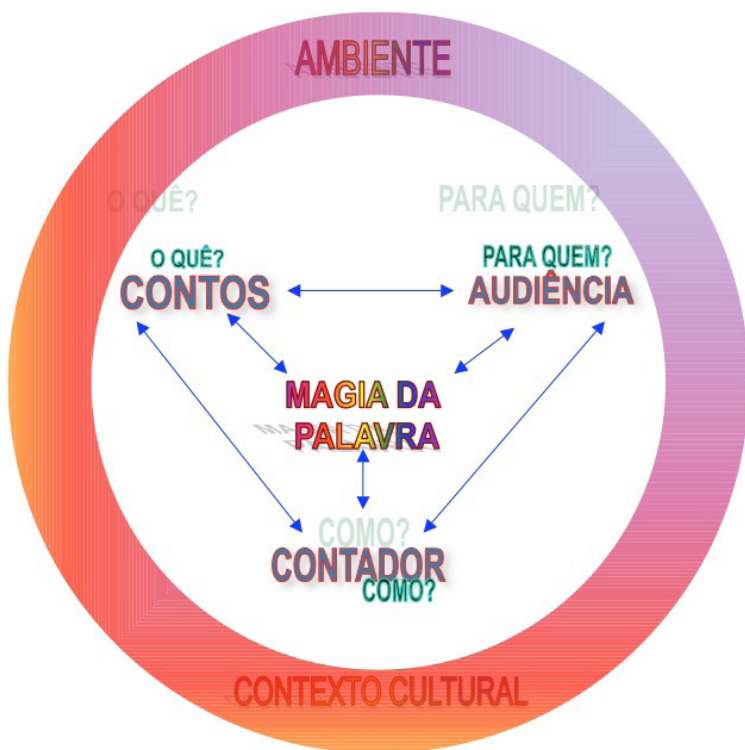 AMBIENTE
O QUÊ?
PARA QUEM?
O QUÊ?
PARA QUEM?
CONTOS
AUDIÊNCIA
MAGIA DA
PALAVRA
COMO?
CONTADOR
COMO?
CONTEXTO CULTURAL